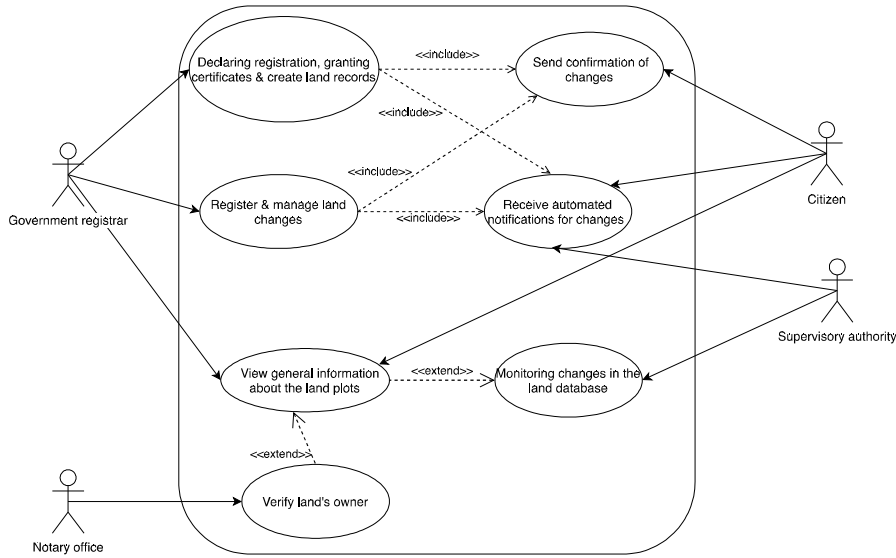 Declaring registration, granting
certificates & create land records
<<include>>
Send confirmation of
changes
<<include>>
<<include>>
Government registrar
Register & manage land
changes
<<include>>
Receive automated
notifications for changes
Citizen
Supervisory authority
View general information
about the land plots
<<extend>>
Monitoring changes in the
land database
<<extend>>
Verify land's owner
Notary office